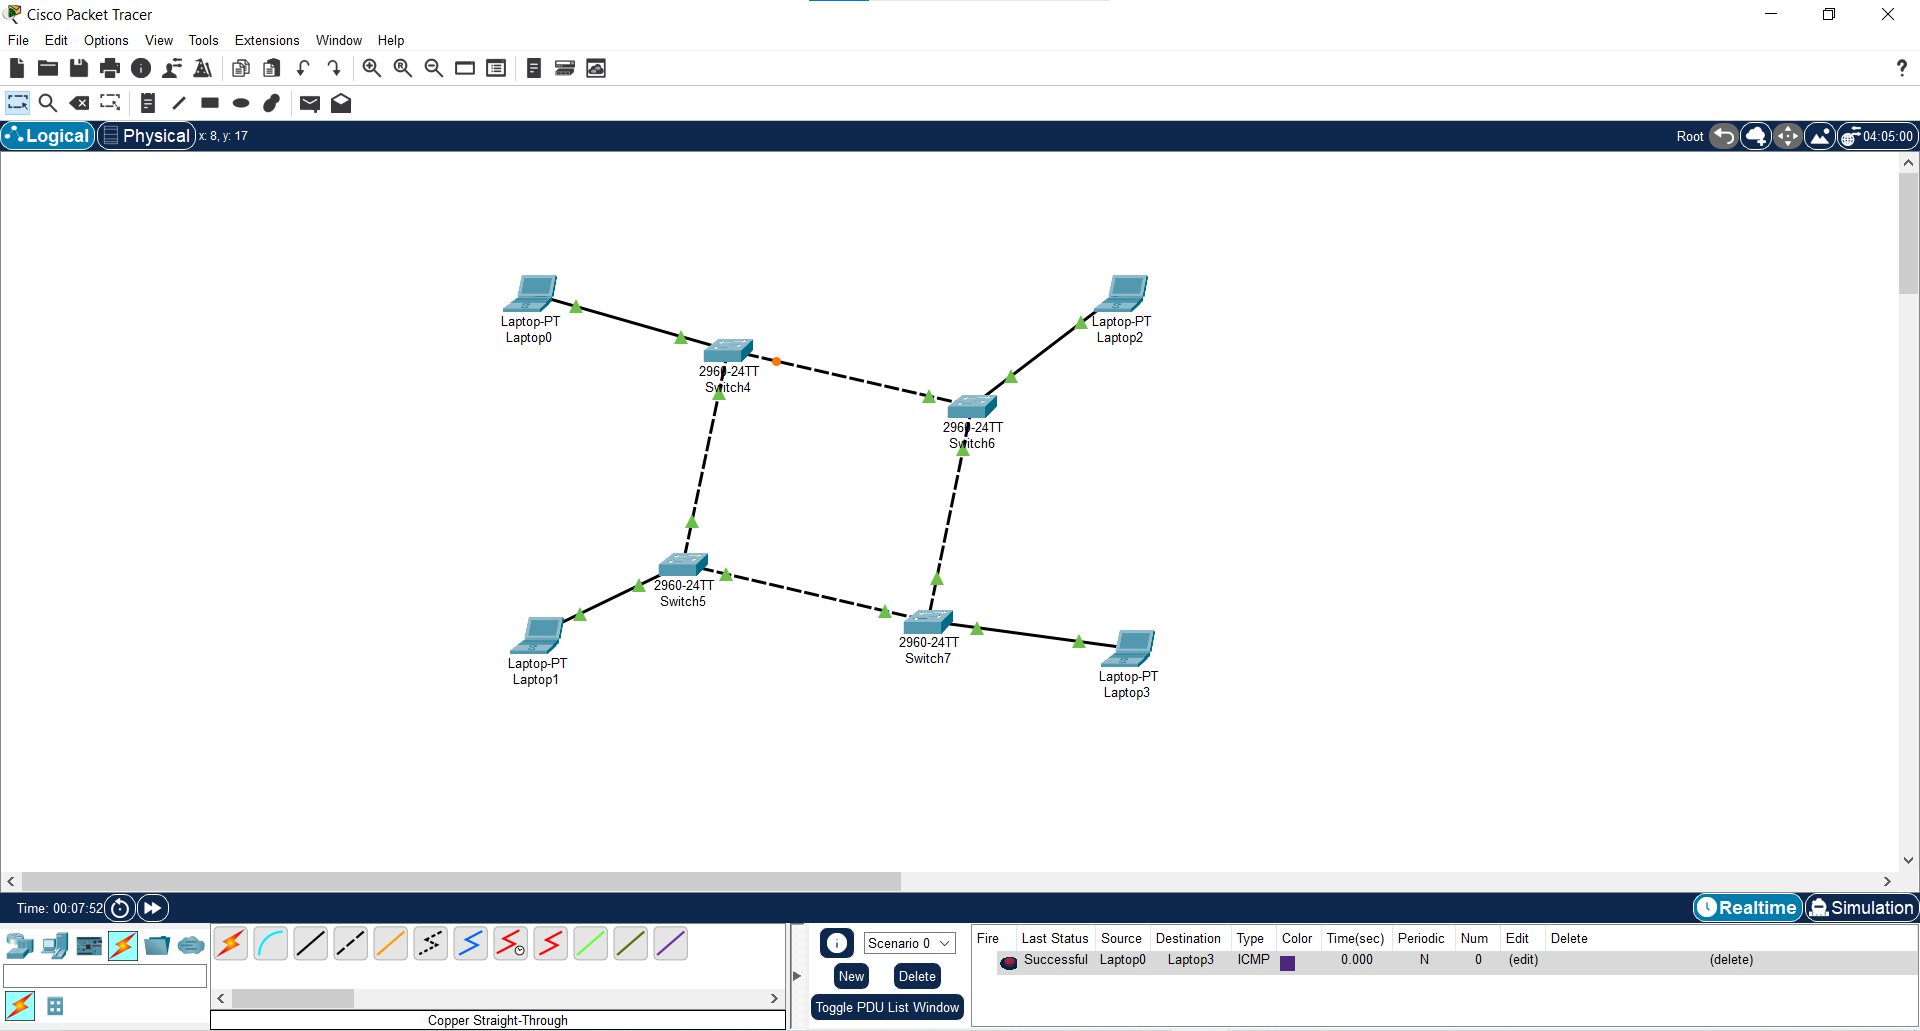 Cisco Packet Tracer
File Edit Options View Tools Extensions Window Help
?
Logical Physical x: 8, y: 17 Root 04:05:00
Laptop-PT
Laptop0
Laptop-PT
Laptop2
2960-24TT
Switch4
2960-24TT
Switch6
2960-24TT
Switch5
2960-24TT
Switch7
Laptop-PT
Laptop1
Laptop-PT
Laptop3
Time: 00:07:52 Realtime Simulation
Scenario 0
New Delete
Toggle PDU List Window
Fire Last Status Source Destination Type Color Time(sec) Periodic Num Edit Delete
Successful Laptop0 Laptop3 ICMP 0.000 N 0 (edit) (delete)
Copper Straight-Through